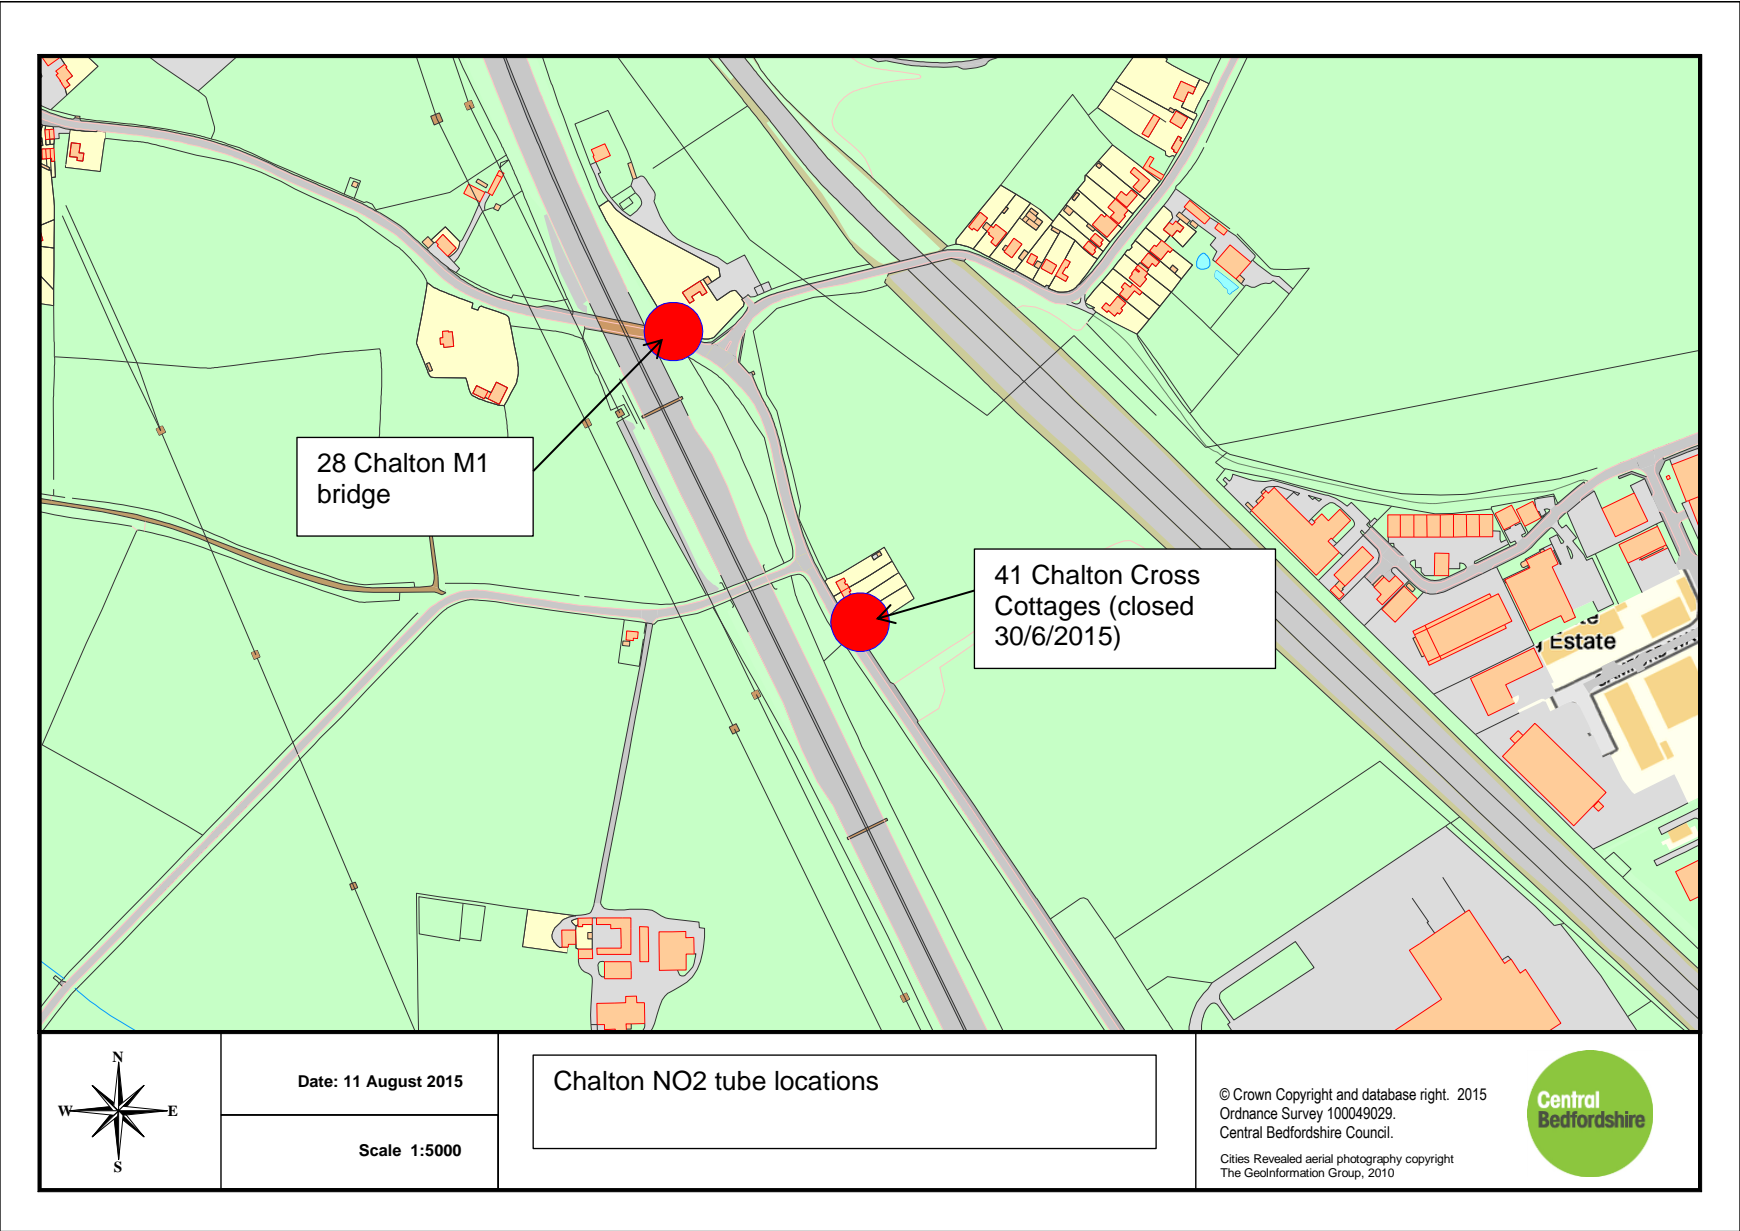 28 Chalton M1
bridge
41 Chalton Cross
Cottages (closed
30/6/2015)
Estate
N
W
E
S
Date: 11 August 2015
Scale 1:5000
Chalton NO2 tube locations
© Crown Copyright and database right. 2015
Ordnance Survey 100049029.
Central Bedfordshire Council.
Cities Revealed aerial photography copyright
The GeoInformation Group, 2010
Central
Bedfordshire